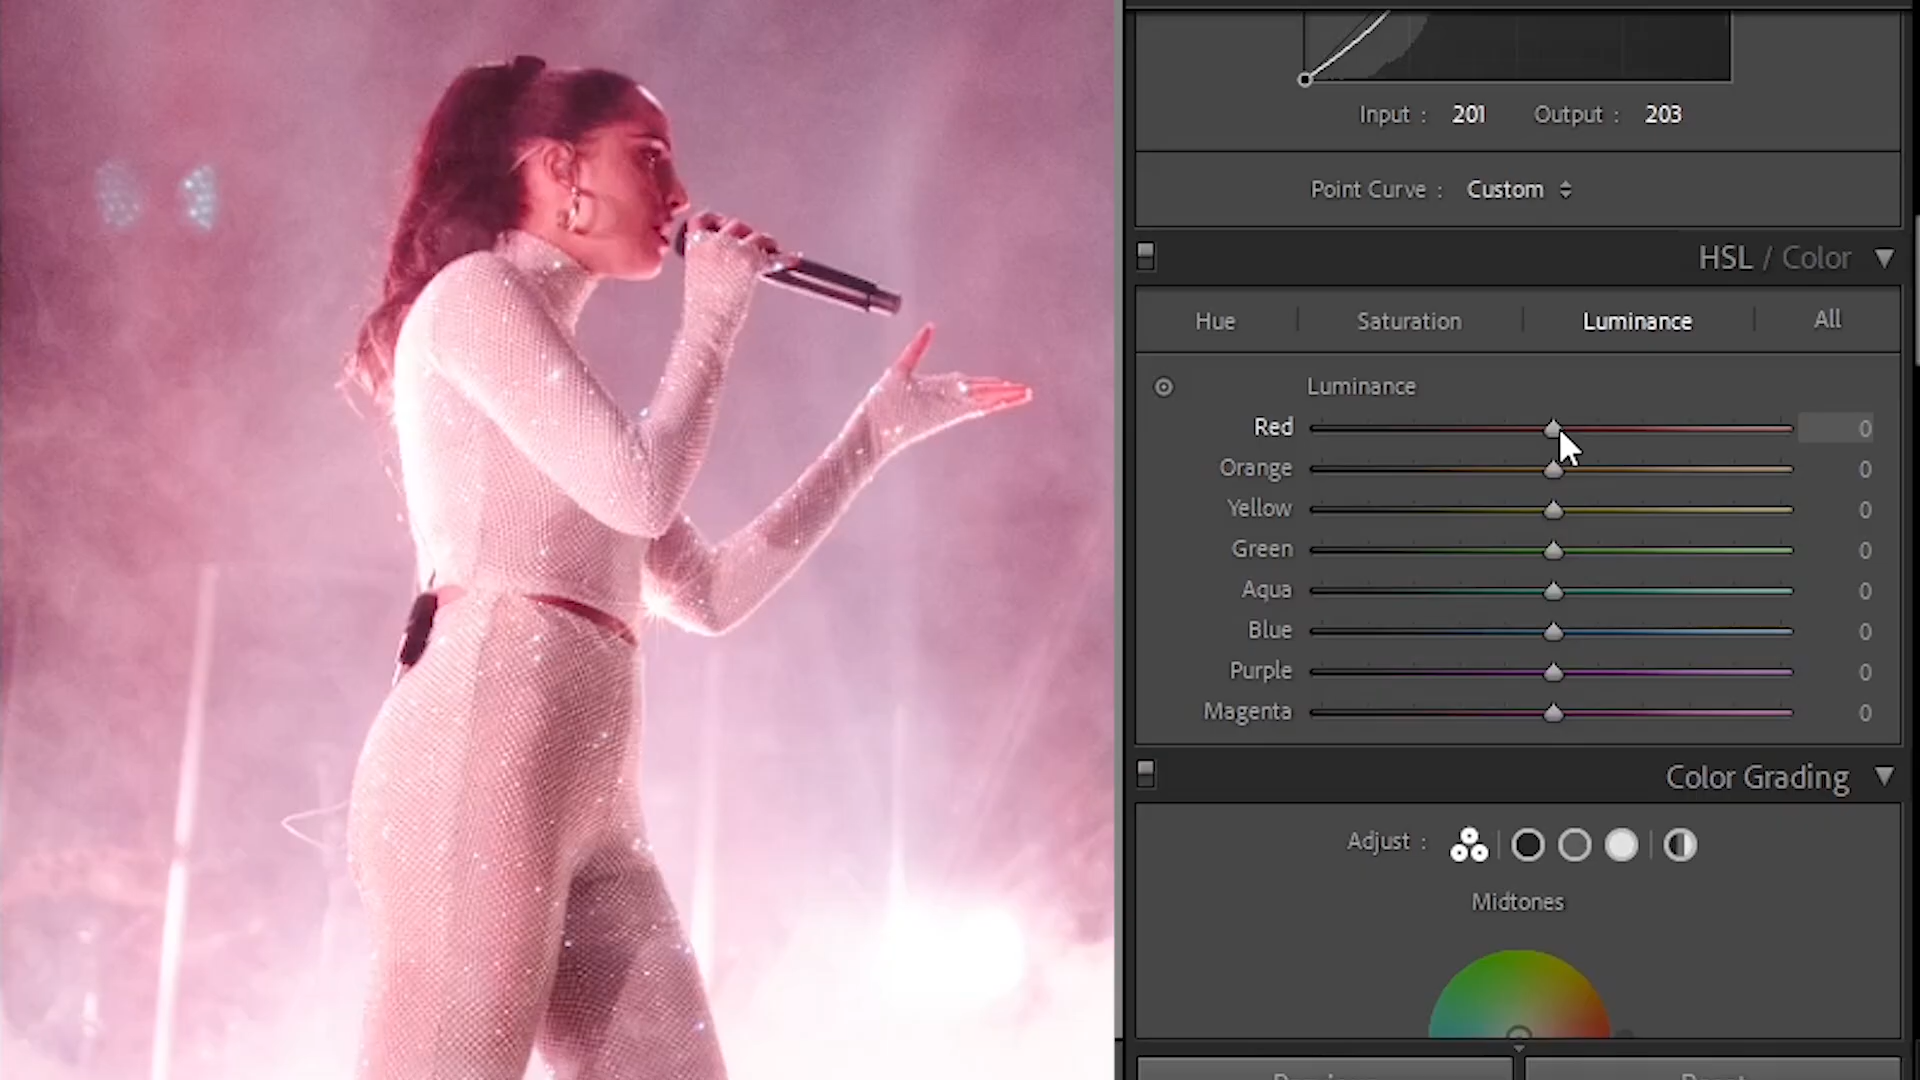 Input : 201 Output : 203
Point Curve : Custom
HSL / Color
Hue Saturation Luminance All
Luminance
Red 0
Orange 0
Yellow 0
Green 0
Aqua 0
Blue 0
Purple 0
Magenta 0
Color Grading
Adjust :
Midtones